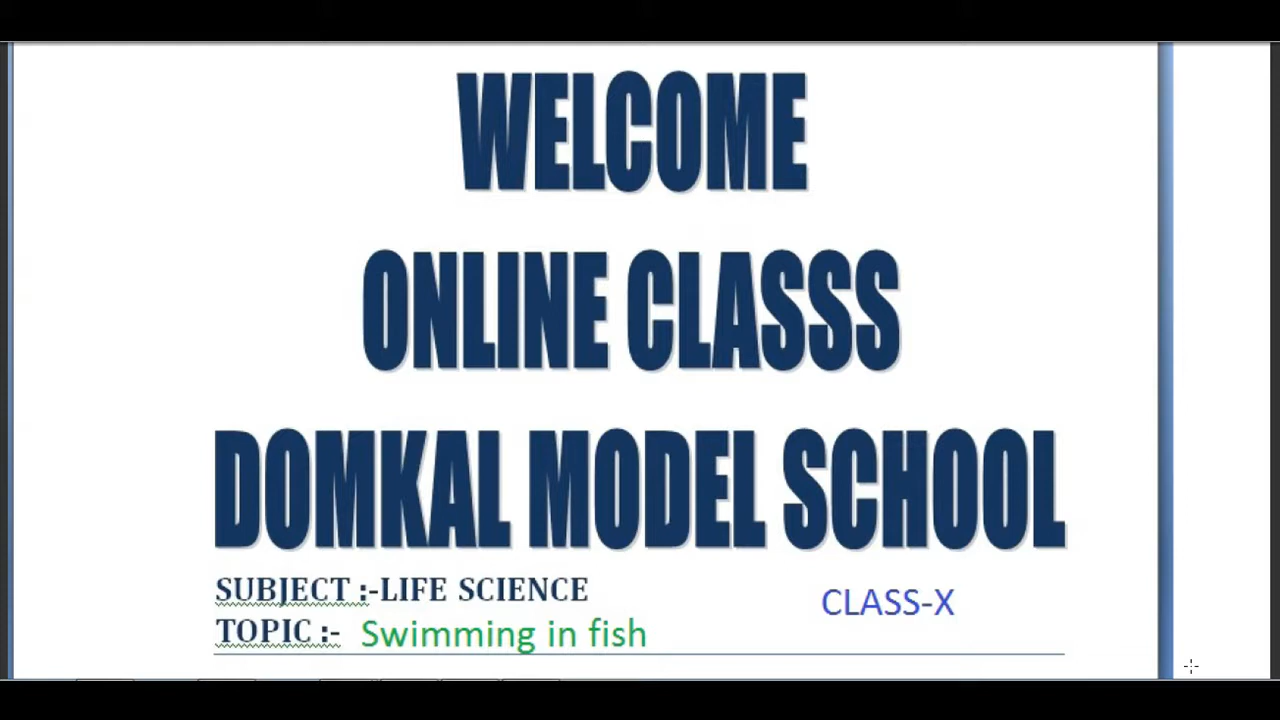 WELCOME
ONLINE CLASSS
DOMKAL MODEL SCHOOL
SUBJECT :-LIFE SCIENCE
CLASS-X
TOPIC :- Swimming in fish